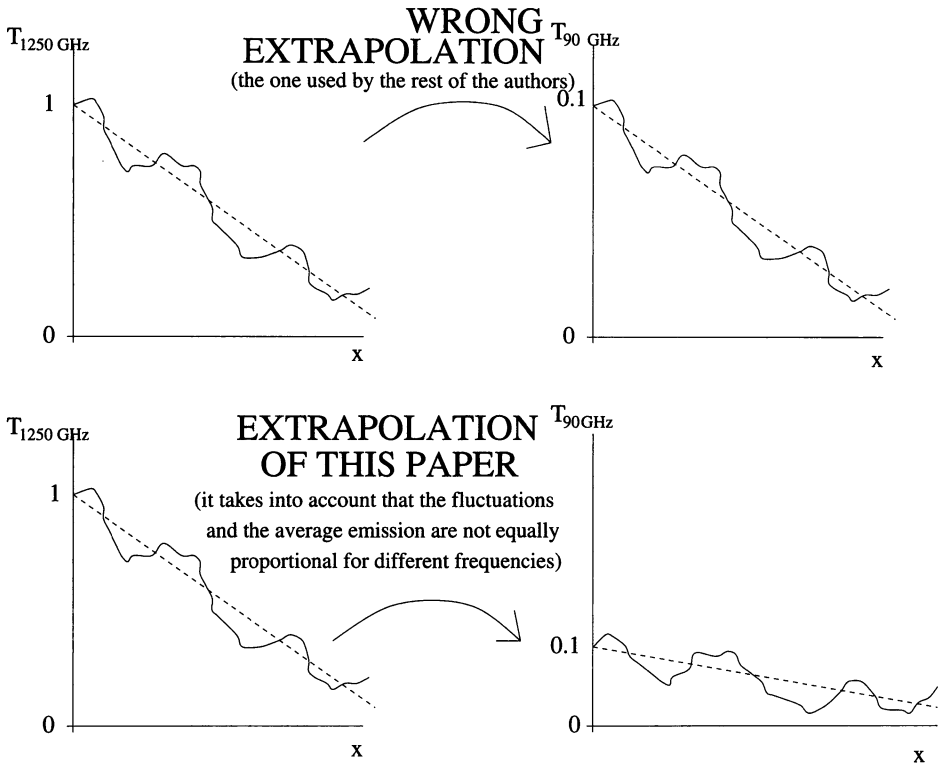 WRONG
EXTRAPOLATION
(the one used by the rest of the authors)
T1250 GHz
1
0
x
T90 GHz
0.1
0
x
EXTRAPOLATION
OF THIS PAPER
(it takes into account that the fluctuations
and the average emission are not equally
proportional for different frequencies)
T1250 GHz
1
0
x
T90GHz
0.1
0
x